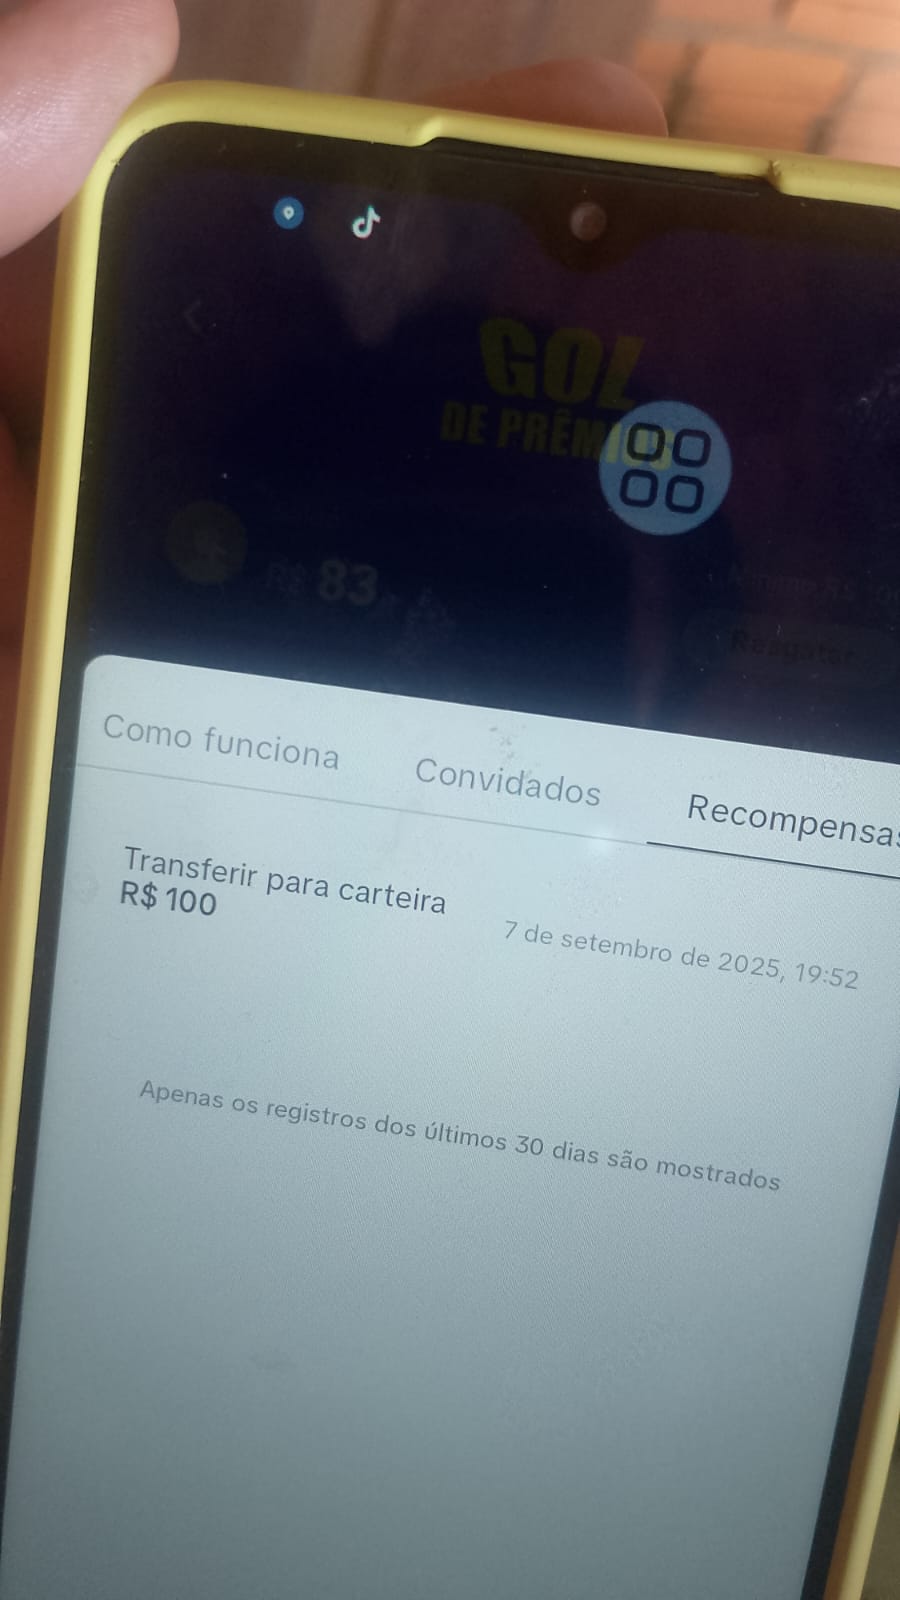 GOL
DE PRÊMIOS
R$ 83
Resgatar
Como funciona
Convidados
Recompensas
Transferir para carteira
R$ 100
7 de setembro de 2025, 19:52
Apenas os registros dos últimos 30 dias são mostrados